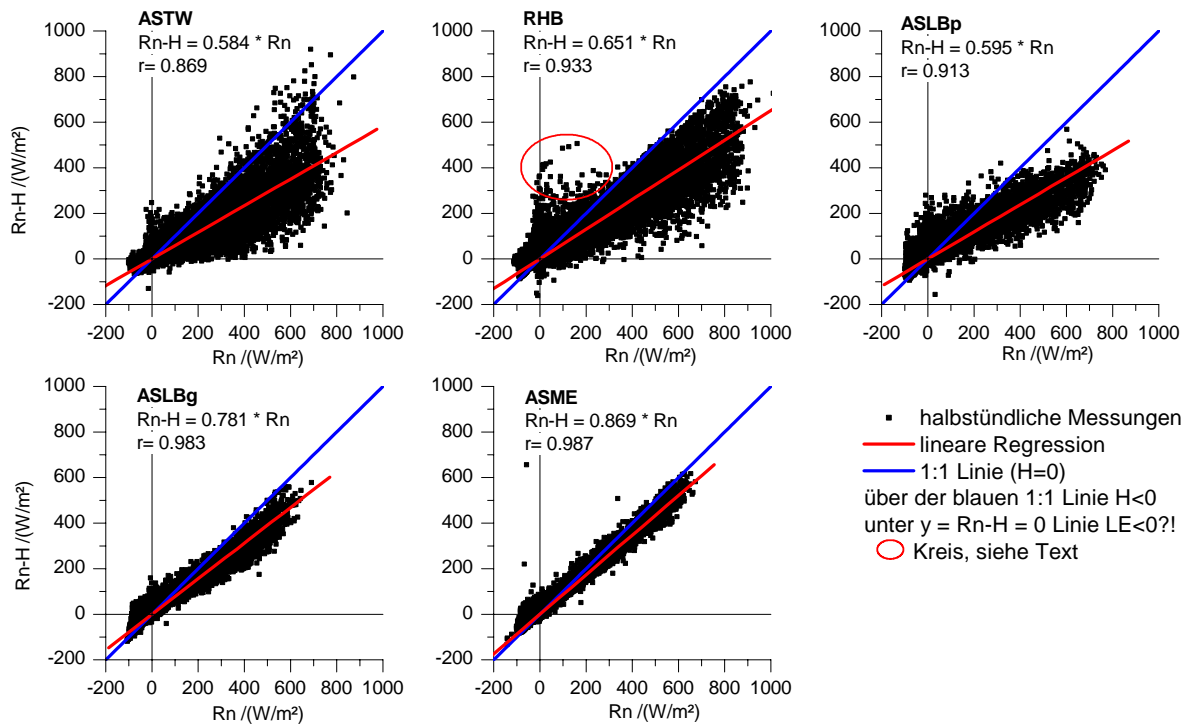 ASTW
Rn-H = 0.584 * Rn
r= 0.869
1000
800
600
400
200
0
-200
-200 0 200 400 600 800 1000
Rn-H /(W/m²)
Rn /(W/m²)
RHB
Rn-H = 0.651 * Rn
r= 0.933
1000
800
600
400
200
0
-200
-200 0 200 400 600 800 1000
Rn /(W/m²)
ASLBp
Rn-H = 0.595 * Rn
r= 0.913
1000
800
600
400
200
0
-200
-200 0 200 400 600 800 1000
Rn /(W/m²)
ASLBg
Rn-H = 0.781 * Rn
r= 0.983
1000
800
600
400
200
0
-200
-200 0 200 400 600 800 1000
Rn-H /(W/m²)
Rn /(W/m²)
ASME
Rn-H = 0.869 * Rn
r= 0.987
1000
800
600
400
200
0
-200
-200 0 200 400 600 800 1000
Rn /(W/m²)
halbstündliche Messungen
lineare Regression
1:1 Linie (H=0)
über der blauen 1:1 Linie H<0
unter y = Rn-H = 0 Linie LE<0?!
Kreis, siehe Text